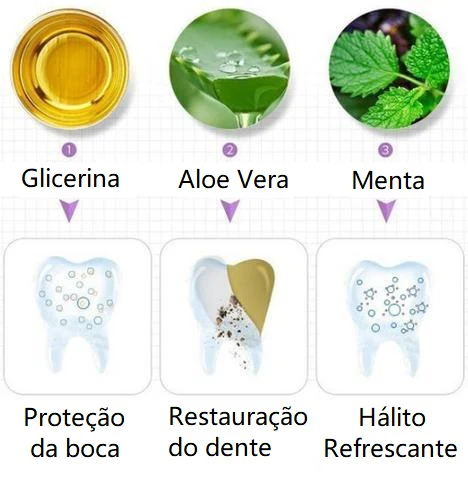 1
2
3
Glicerina
Aloe Vera
Menta
Proteção
da boca
Restauração
do dente
Hálito
Refrescante